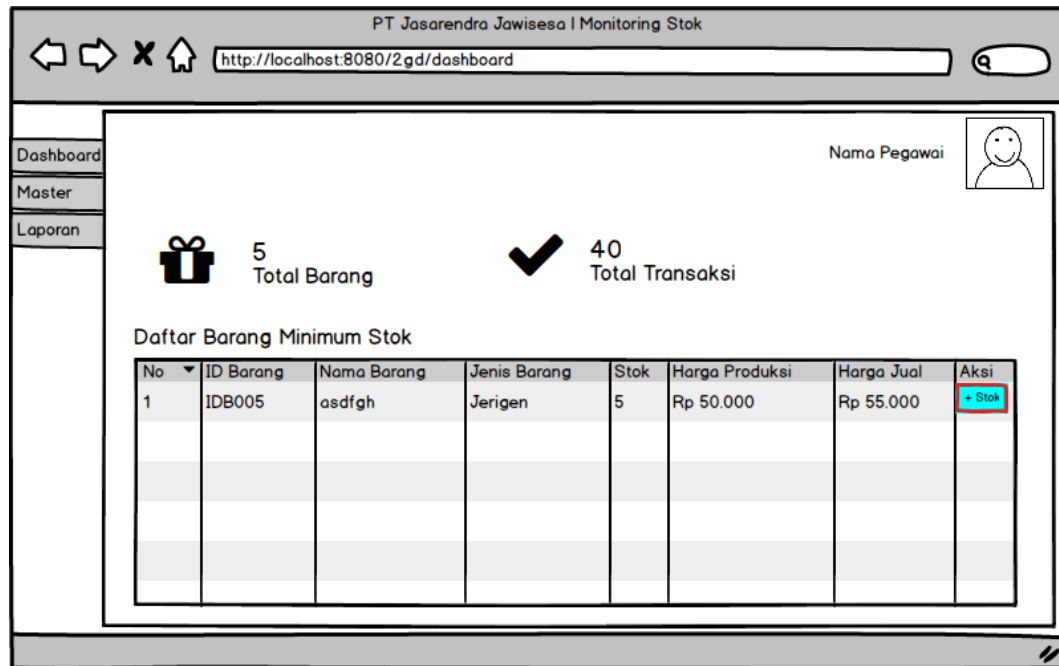 PT Jasarendra Jawisesa | Monitoring Stok
http://localhost:8080/2gd/dashboard
Dashboard
Master
Laporan
Nama Pegawai
5
Total Barang
40
Total Transaksi
Daftar Barang Minimum Stok
No ID Barang Nama Barang Jenis Barang Stok Harga Produksi Harga Jual Aksi
1 IDB005 asdfgh Jerigen 5 Rp 50.000 Rp 55.000 + Stok